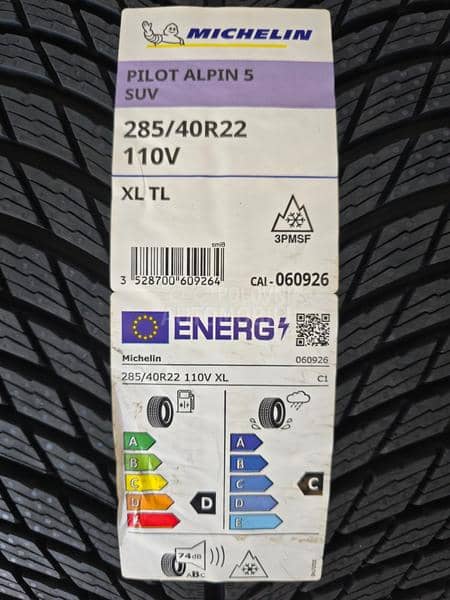 MICHELIN
PILOT ALPIN 5
SUV
285/40R22
110V
XL TL
3PMSF
3 528700 609264
CAI - 060926
ENERG
Michelin
060926
285/40R22 110V XL
C1
A
B
C
D
E
D
A
B
C
D
E
C
74dB
ABC